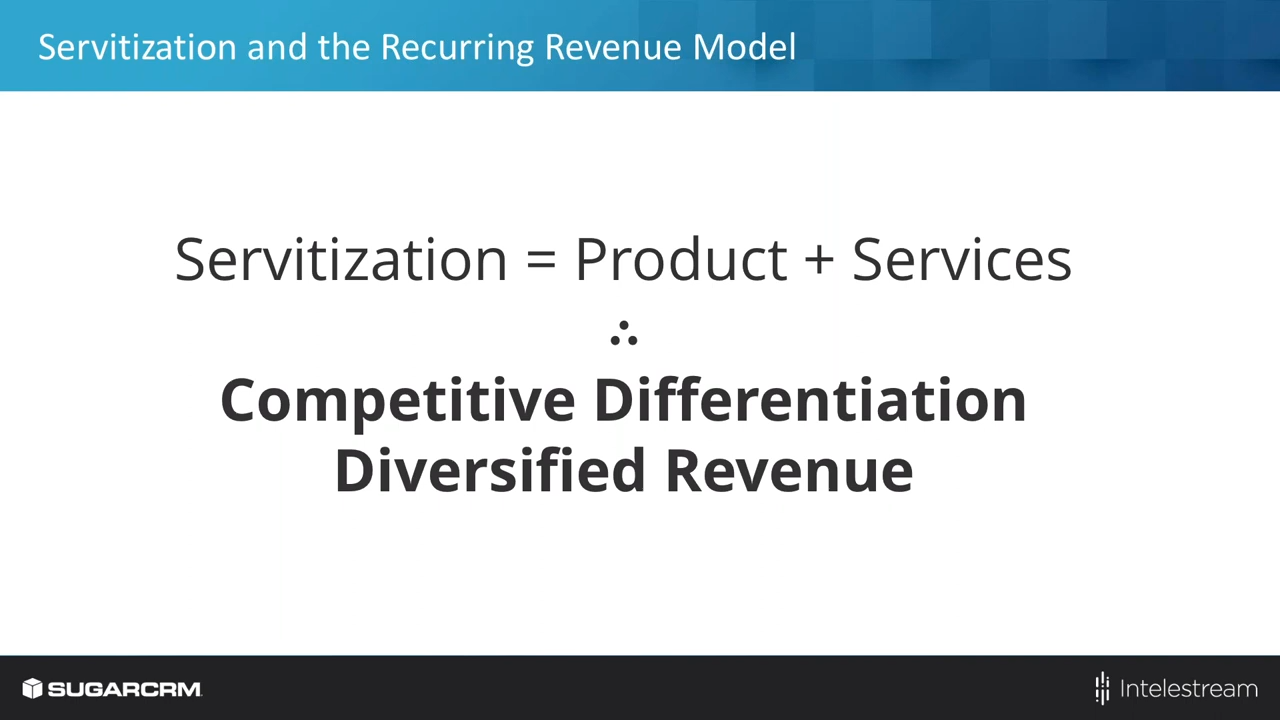 Servitization and the Recurring Revenue Model
Servitization = Product + Services
∴
Competitive Differentiation
Diversified Revenue
SUGARCRM
Intelestream